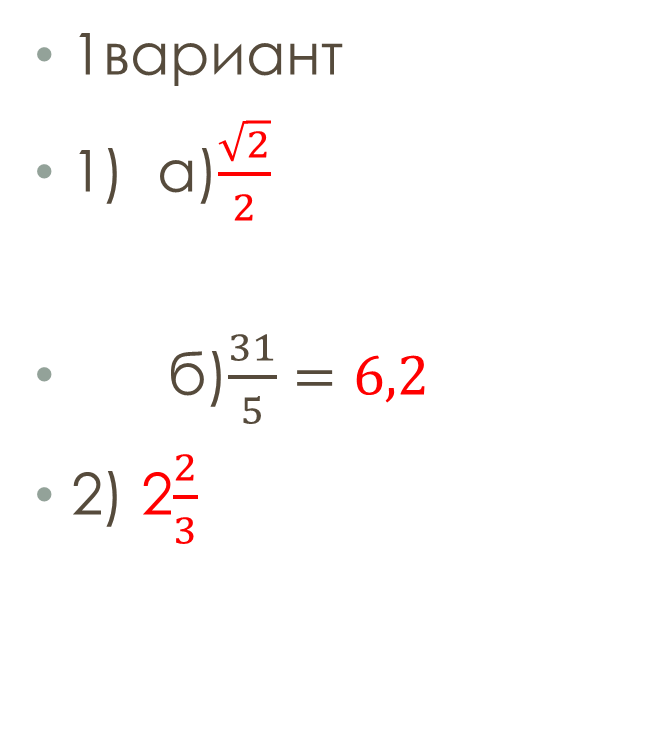 • 1вариант
• 1) а) √2/2
• б) 31/5 = 6,2
• 2) 2 2/3